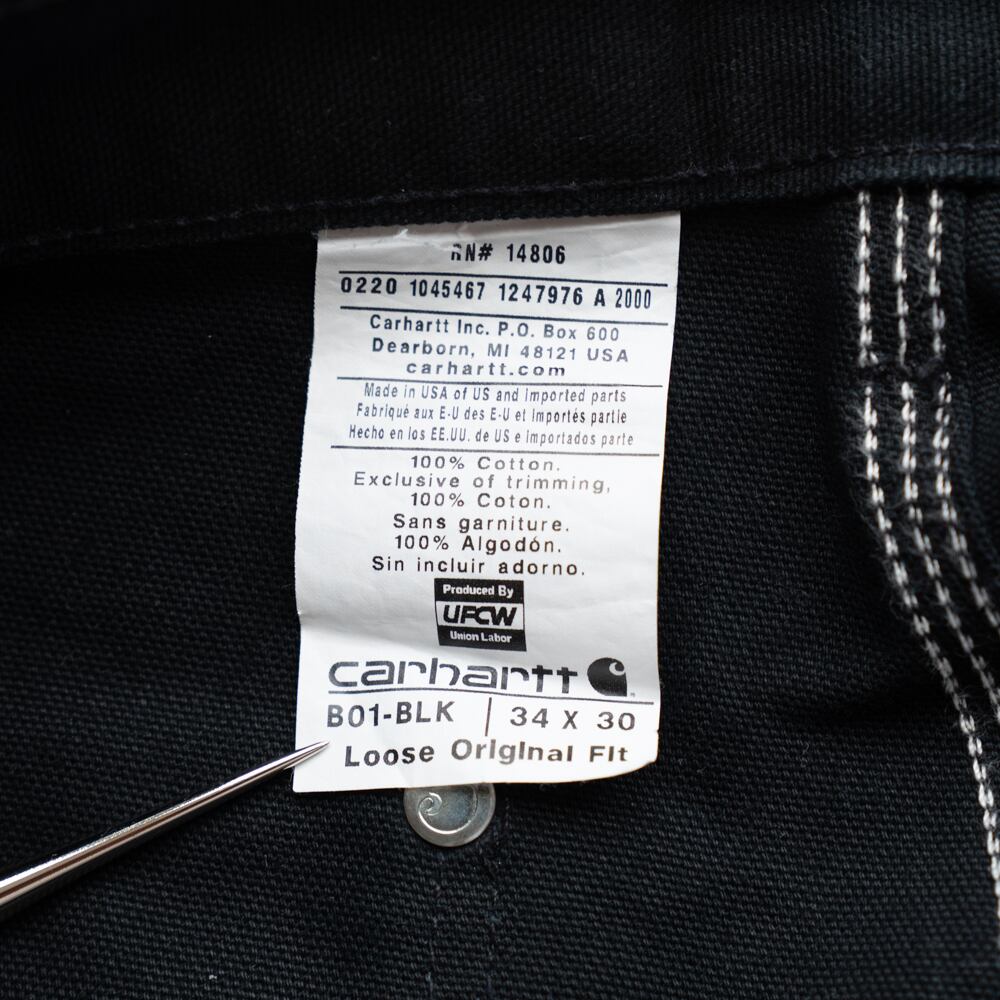 RN# 14806
0220 1045467 1247976 A 2000
Carhartt Inc. P.O. Box 600
Dearborn, MI 48121 USA
carhartt.com
Made in USA of US and Imported parts
Fabriqué aux E-U des E-U et Importés partie
Hecho en los EE.UU. de US e importados parte
100% Cotton.
Exclusive of trimming,
100% Coton.
Sans garniture.
100% Algodón.
Sin incluir adorno.
Produced By
UFCW
Union Labor
carhartt
B01-BLK | 34 X 30
Loose Original Fit